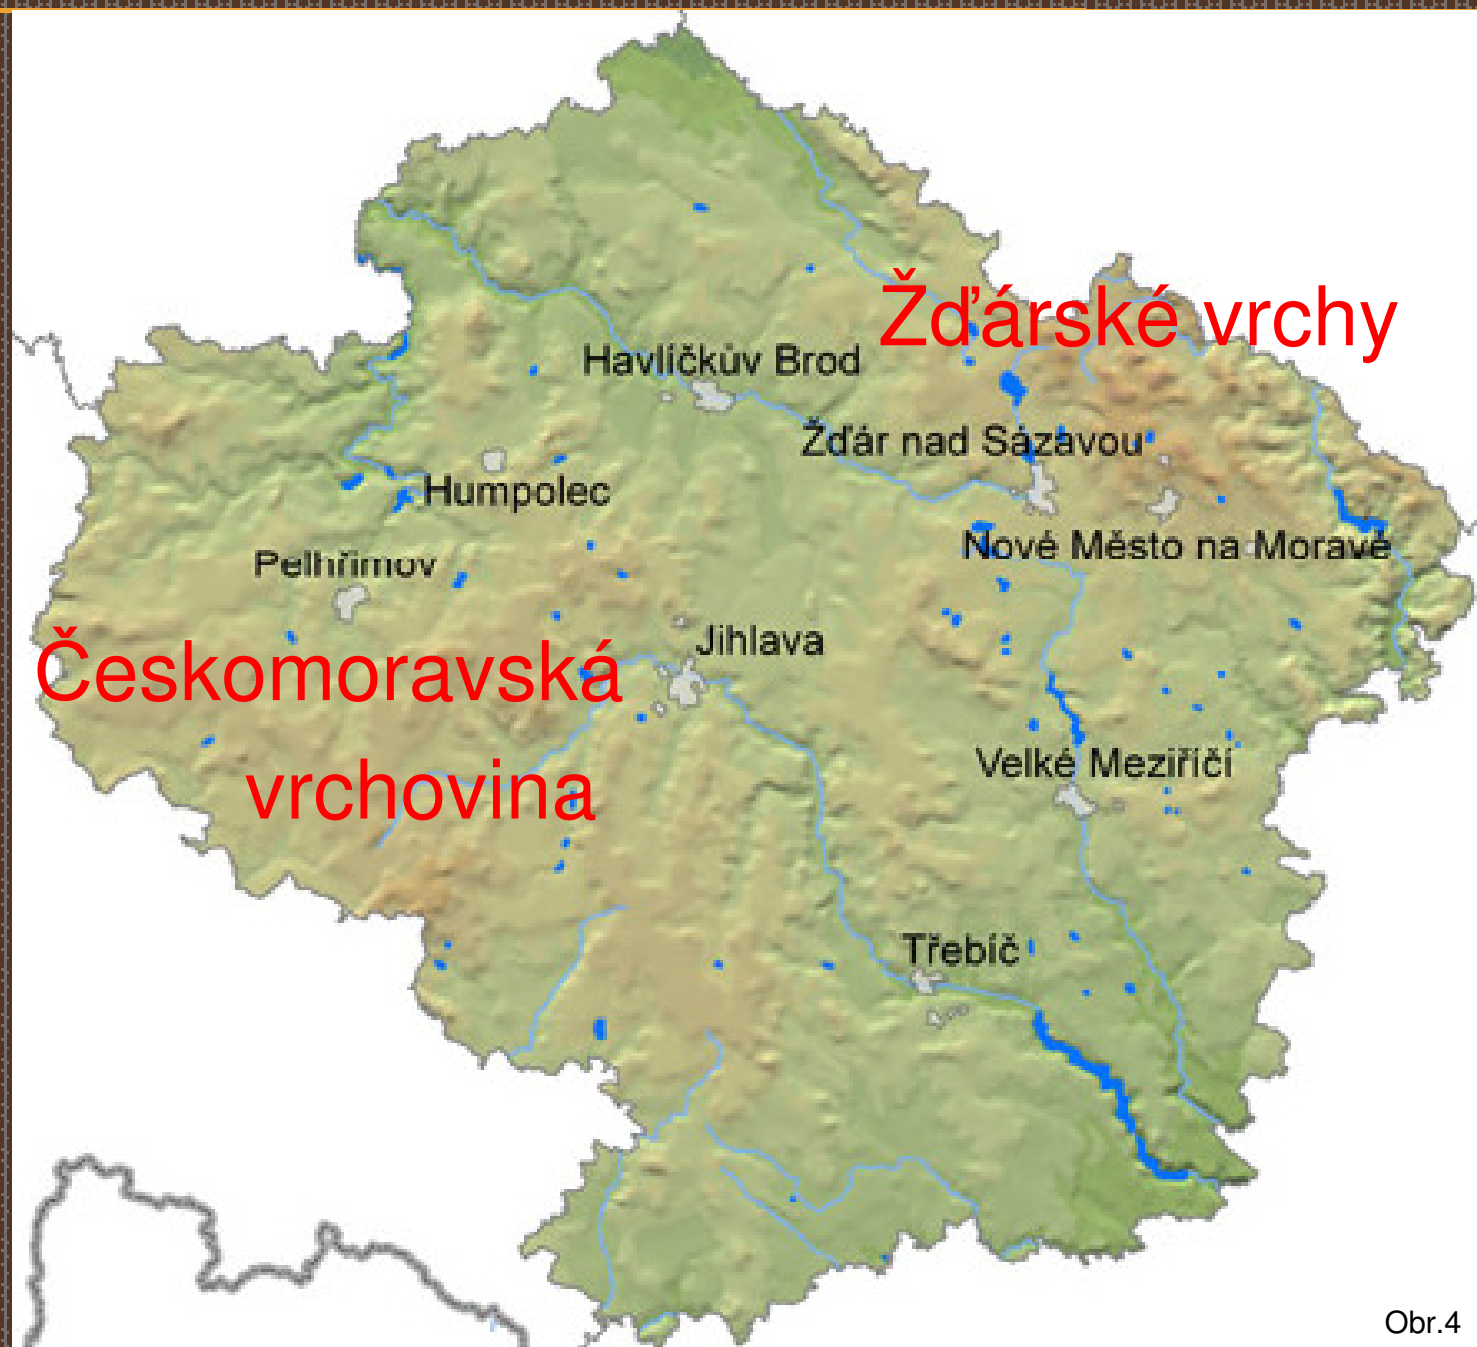 Žďárské vrchy
Havlíčkův Brod
Žďár nad Sázavou
Humpolec
Nové Město na Moravě
Pelhřimov
Jihlava
Českomoravská
vrchovina
Velké Meziříčí
Třebíč
Obr.4